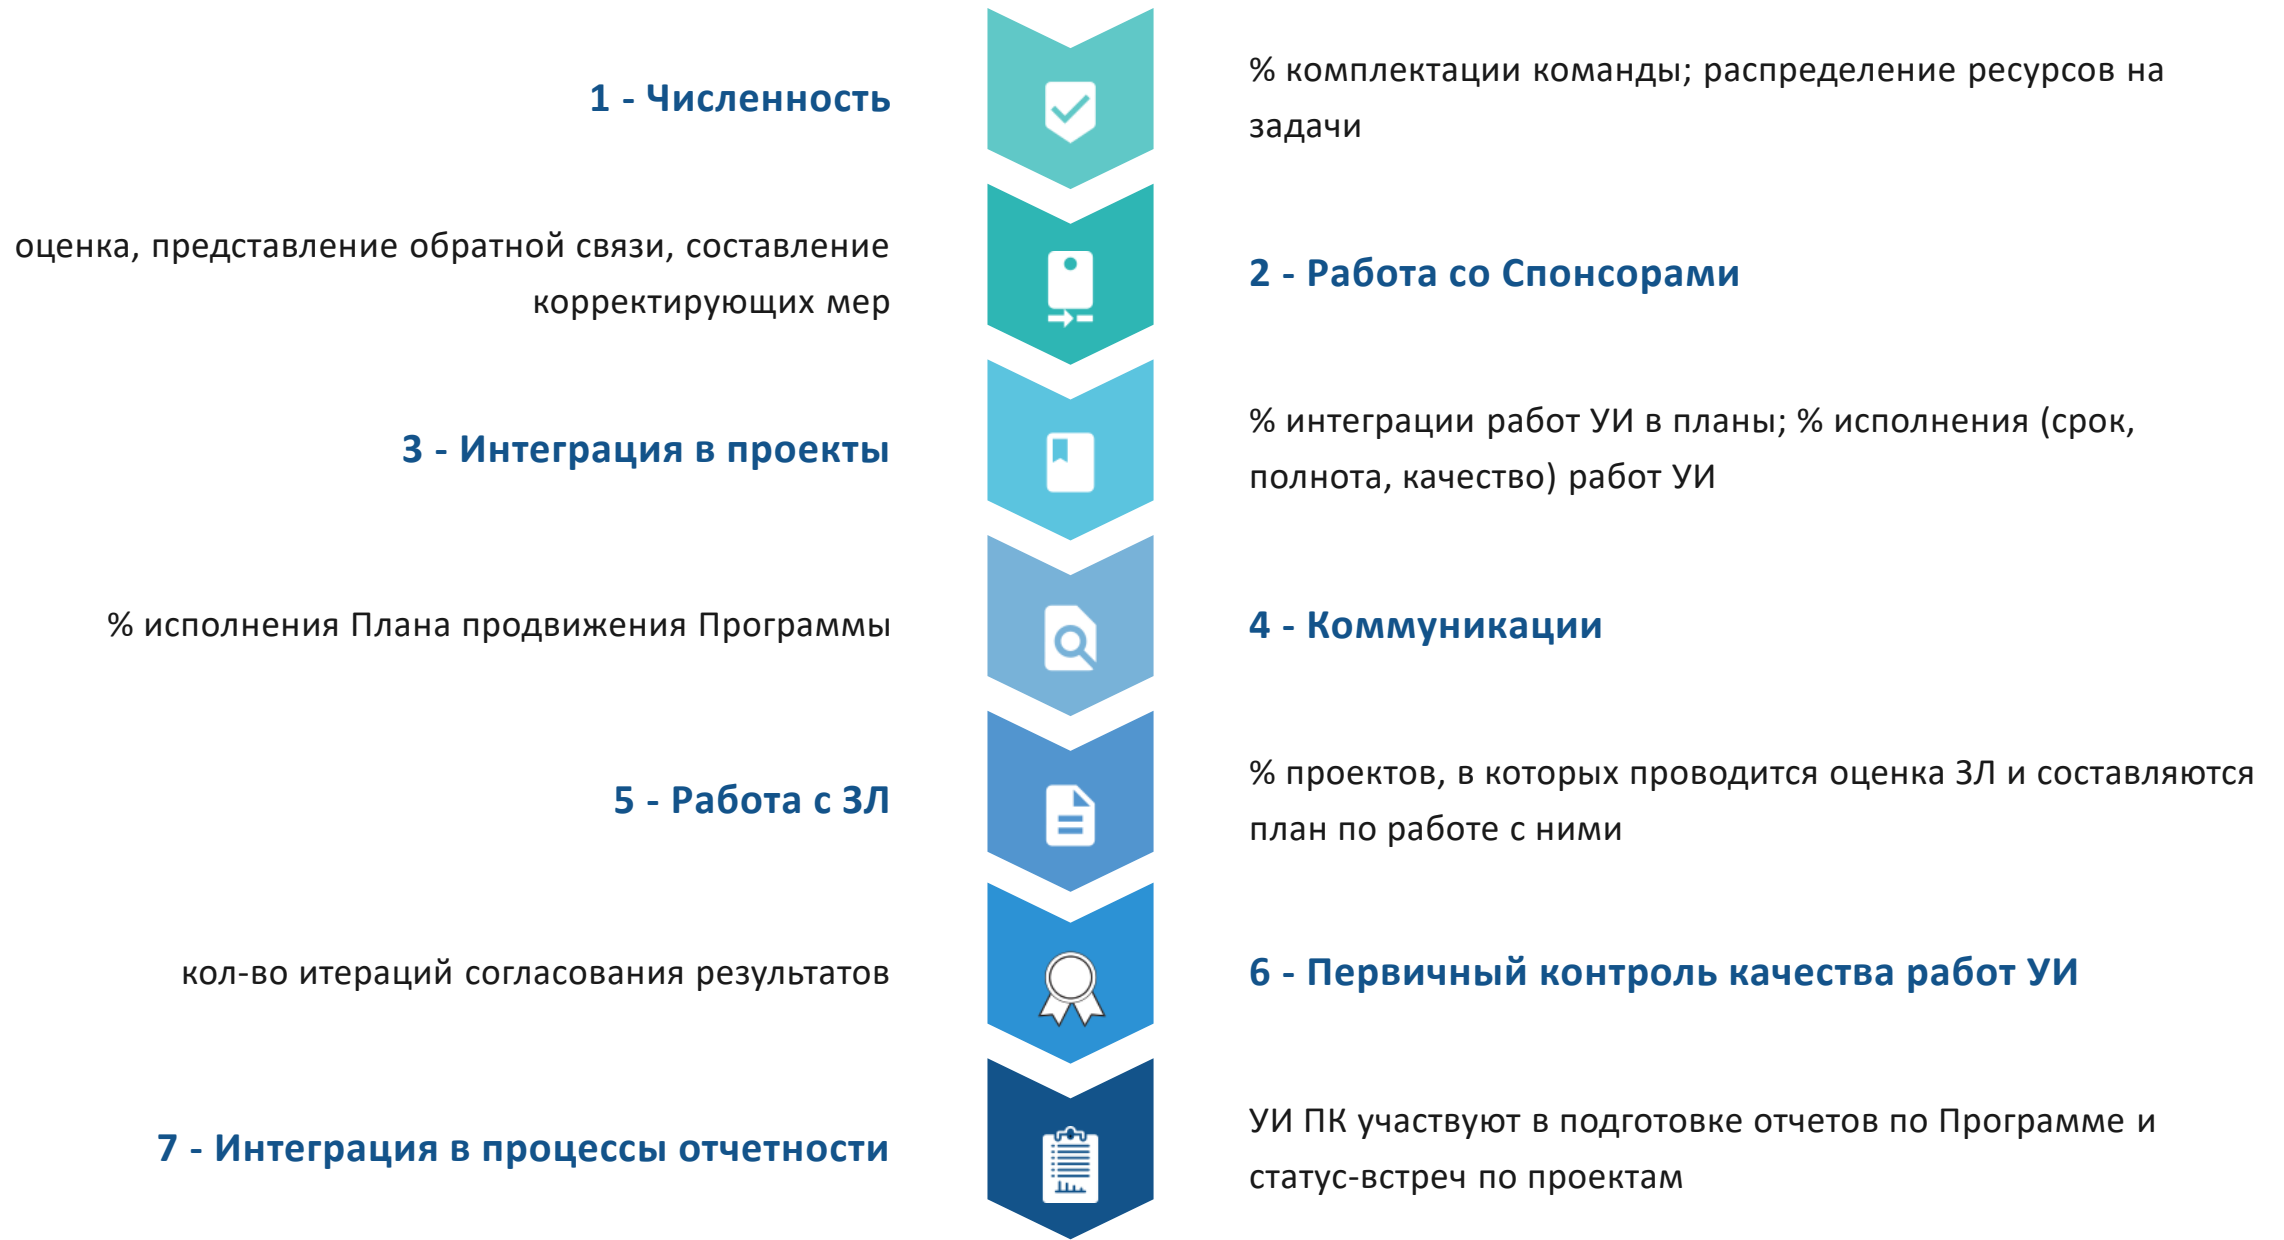 1 - Численность
% комплектации команды; распределение ресурсов на
задачи
оценка, представление обратной связи, составление
корректирующих мер
2 - Работа со Спонсорами
3 - Интеграция в проекты
% интеграции работ УИ в планы; % исполнения (срок,
полнота, качество) работ УИ
% исполнения Плана продвижения Программы
4 - Коммуникации
5 - Работа с ЗЛ
% проектов, в которых проводится оценка ЗЛ и составляются
план по работе с ними
кол-во итераций согласования результатов
6 - Первичный контроль качества работ УИ
7 - Интеграция в процессы отчетности
УИ ПК участвуют в подготовке отчетов по Программе и
статус-встреч по проектам